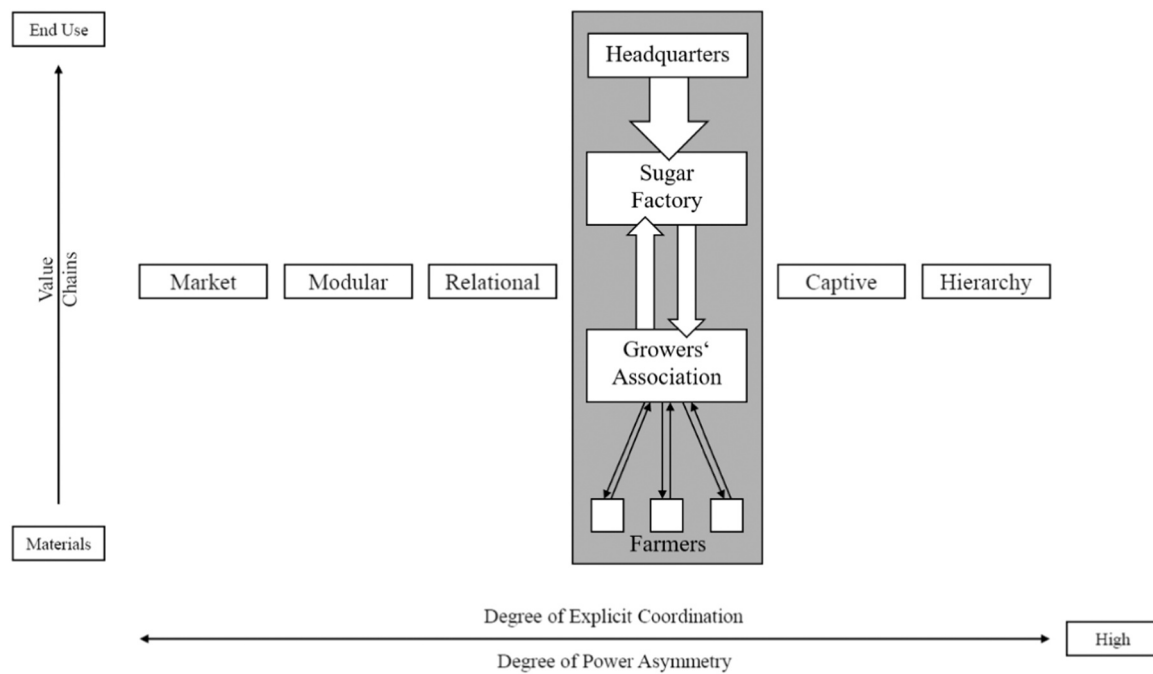 End Use
Headquarters
Sugar
Factory
Value
Chains
Market
Modular
Relational
Captive
Hierarchy
Growers‘
Association
Materials
Farmers
Degree of Explicit Coordination
High
Degree of Power Asymmetry